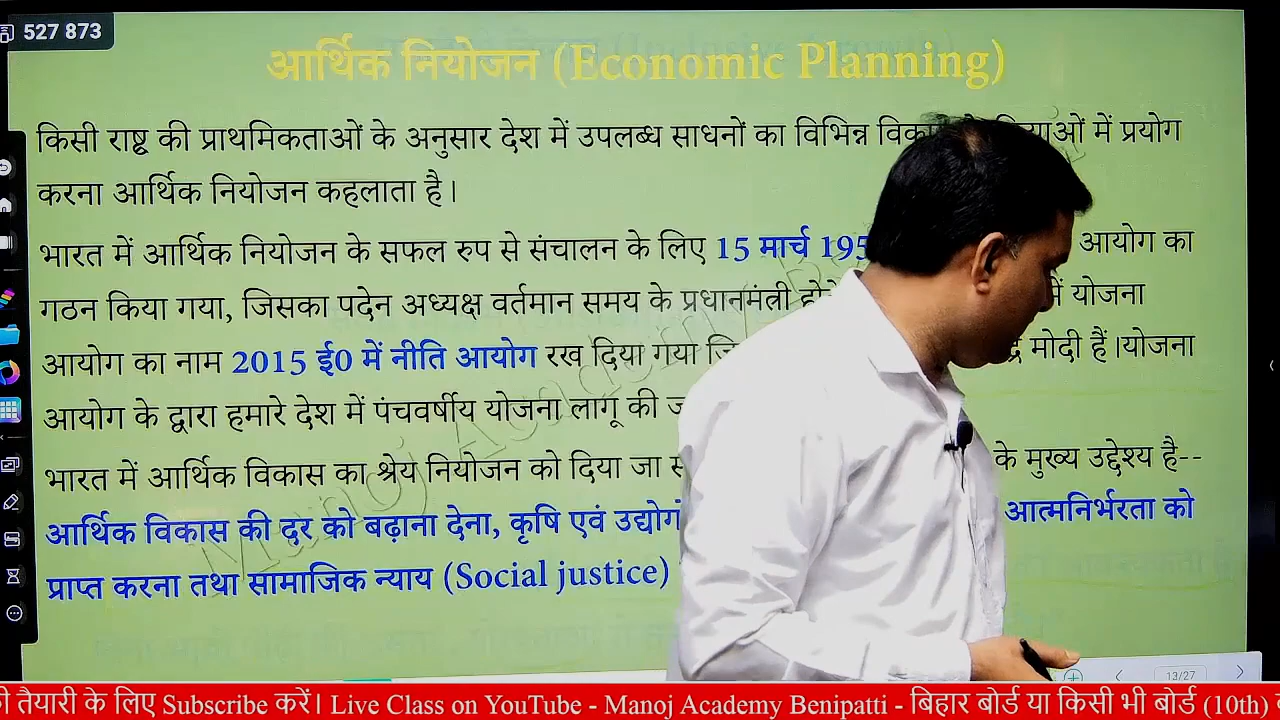 527 873
आर्थिक नियोजन (Economic Planning)
किसी राष्ट्र की प्राथमिकताओं के अनुसार देश में उपलब्ध साधनों का विभिन्न में प्रयोग
करना आर्थिक नियोजन कहलाता है।
भारत में आर्थिक नियोजन के सफल रुप से संचालन के लिए 15 मार्च 195 आयोग का
गठन किया गया, जिसका पदेन अध्यक्ष वर्तमान समय के प्रधानमंत्री में योजना
आयोग का नाम 2015 ई0 में नीति आयोग रख दिया गया मोदी हैं।योजना
आयोग के द्वारा हमारे देश में पंचवर्षीय योजना लागू की
भारत में आर्थिक विकास का श्रेय नियोजन को दिया जा के मुख्य उद्देश्य है--
आर्थिक विकास की दर को बढ़ाना देना, कृषि एवं आत्मनिर्भरता को
प्राप्त करना तथा सामाजिक न्याय (Social justice)
Manoj Academy
13/27
की तैयारी के लिए Subscribe करें। Live Class on YouTube - Manoj Academy Benipatti - बिहार बोर्ड या किसी भी बोर्ड (10th)